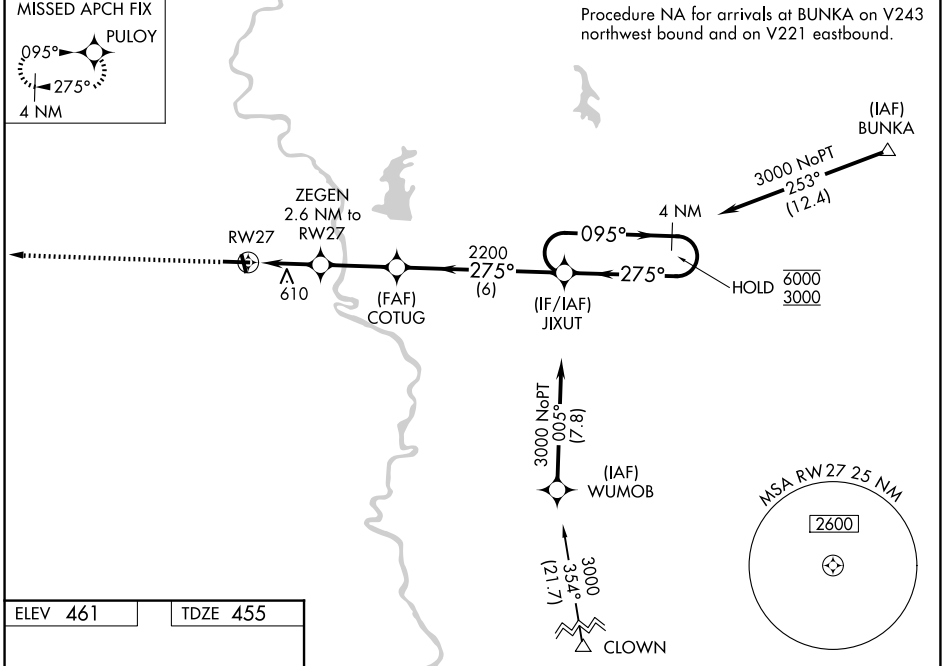 MISSED APCH FIX
PULOY
095°
275°
4 NM
Procedure NA for arrivals at BUNKA on V243
northwest bound and on V221 eastbound.
(IAF)
BUNKA
3000 NoPT
253°
(12.4)
4 NM
ZEGEN
2.6 NM to
RW27
RW27
095°
2200
275°
(6)
275°
HOLD
6000
3000
610
(FAF)
COTUG
(IF/IAF)
JIXUT
3000 NoPT
005°
(7.8)
(IAF)
WUMOB
MSA RW27 25 NM
2600
3000
354°
(21.7)
CLOWN
ELEV 461
TDZE 455